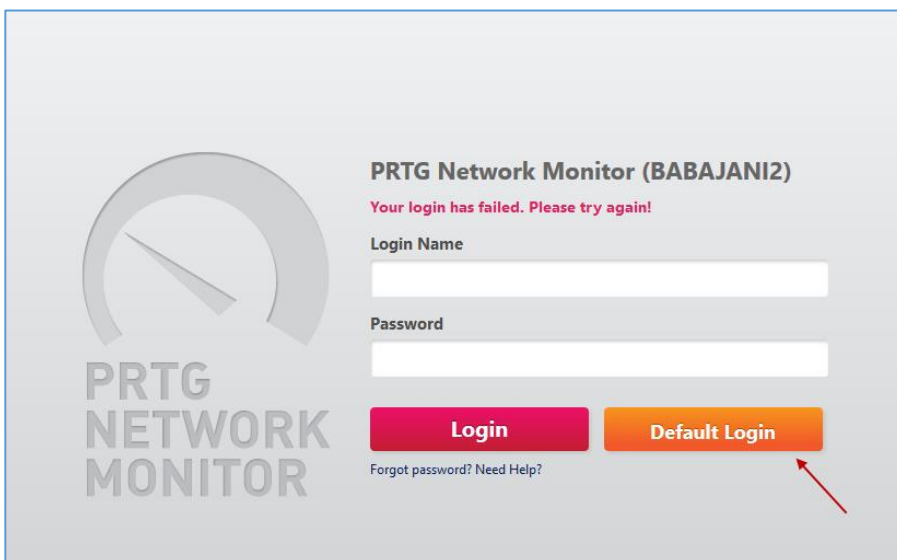 PRTG Network Monitor (BABAJANI2)
Your login has failed. Please try again!
Login Name
Password
Login
Default Login
Forgot password? Need Help?
PRTG
NETWORK
MONITOR